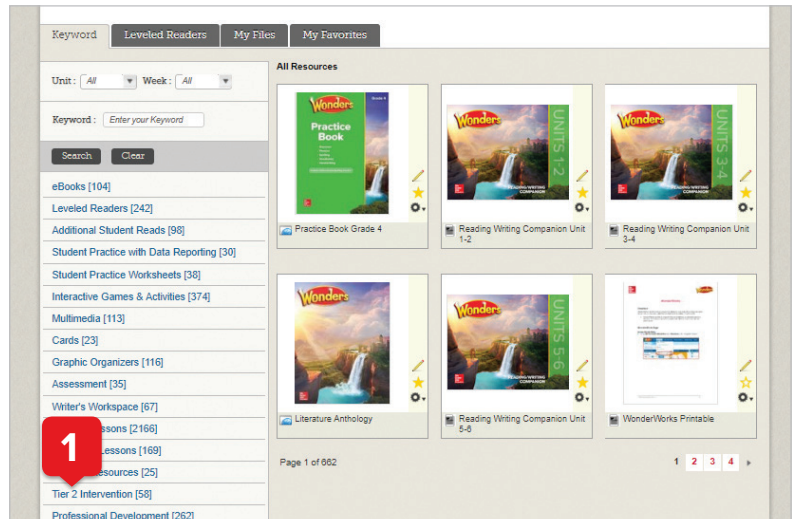 Keyword
Leveled Readers
My Files
My Favorites
Unit : All Week : All
Keyword : Enter your Keyword
Search Clear
eBooks [104]
Leveled Readers [242]
Additional Student Reads [98]
Student Practice with Data Reporting [30]
Student Practice Worksheets [38]
Interactive Games & Activities [374]
Multimedia [113]
Cards [23]
Graphic Organizers [116]
Assessment [35]
Writer's Workspace [67]
ssons [2166]
Lessons [169]
esources [25]
1
Tier 2 Intervention [58]
Professional Development [262]
All Resources
Wonders
Grade 4
Practice
Book
Practice Book Grade 4
Wonders
UNITS 1-2
READING/WRITING
COMPANION
Reading Writing Companion Unit
1-2
Wonders
UNITS 3-4
READING/WRITING
COMPANION
Reading Writing Companion Unit
3-4
Wonders
Literature Anthology
Wonders
UNITS 5-6
READING/WRITING
COMPANION
Reading Writing Companion Unit
5-6
Wonders
WonderWorks Printable
Page 1 of 662
1 2 3 4